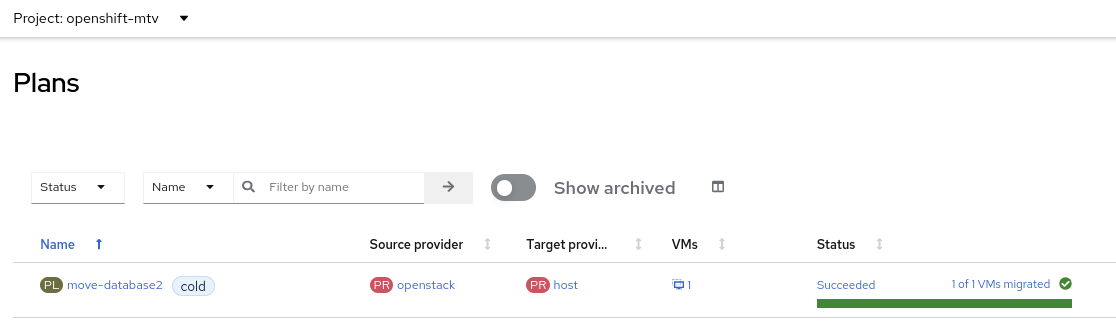 Project: openshift-mtv
Plans
Status Name Filter by name Show archived
Name Source provider Target provi... VMs Status
PL move-database2 cold PR openstack PR host 1 Succeeded 1 of 1 VMs migrated